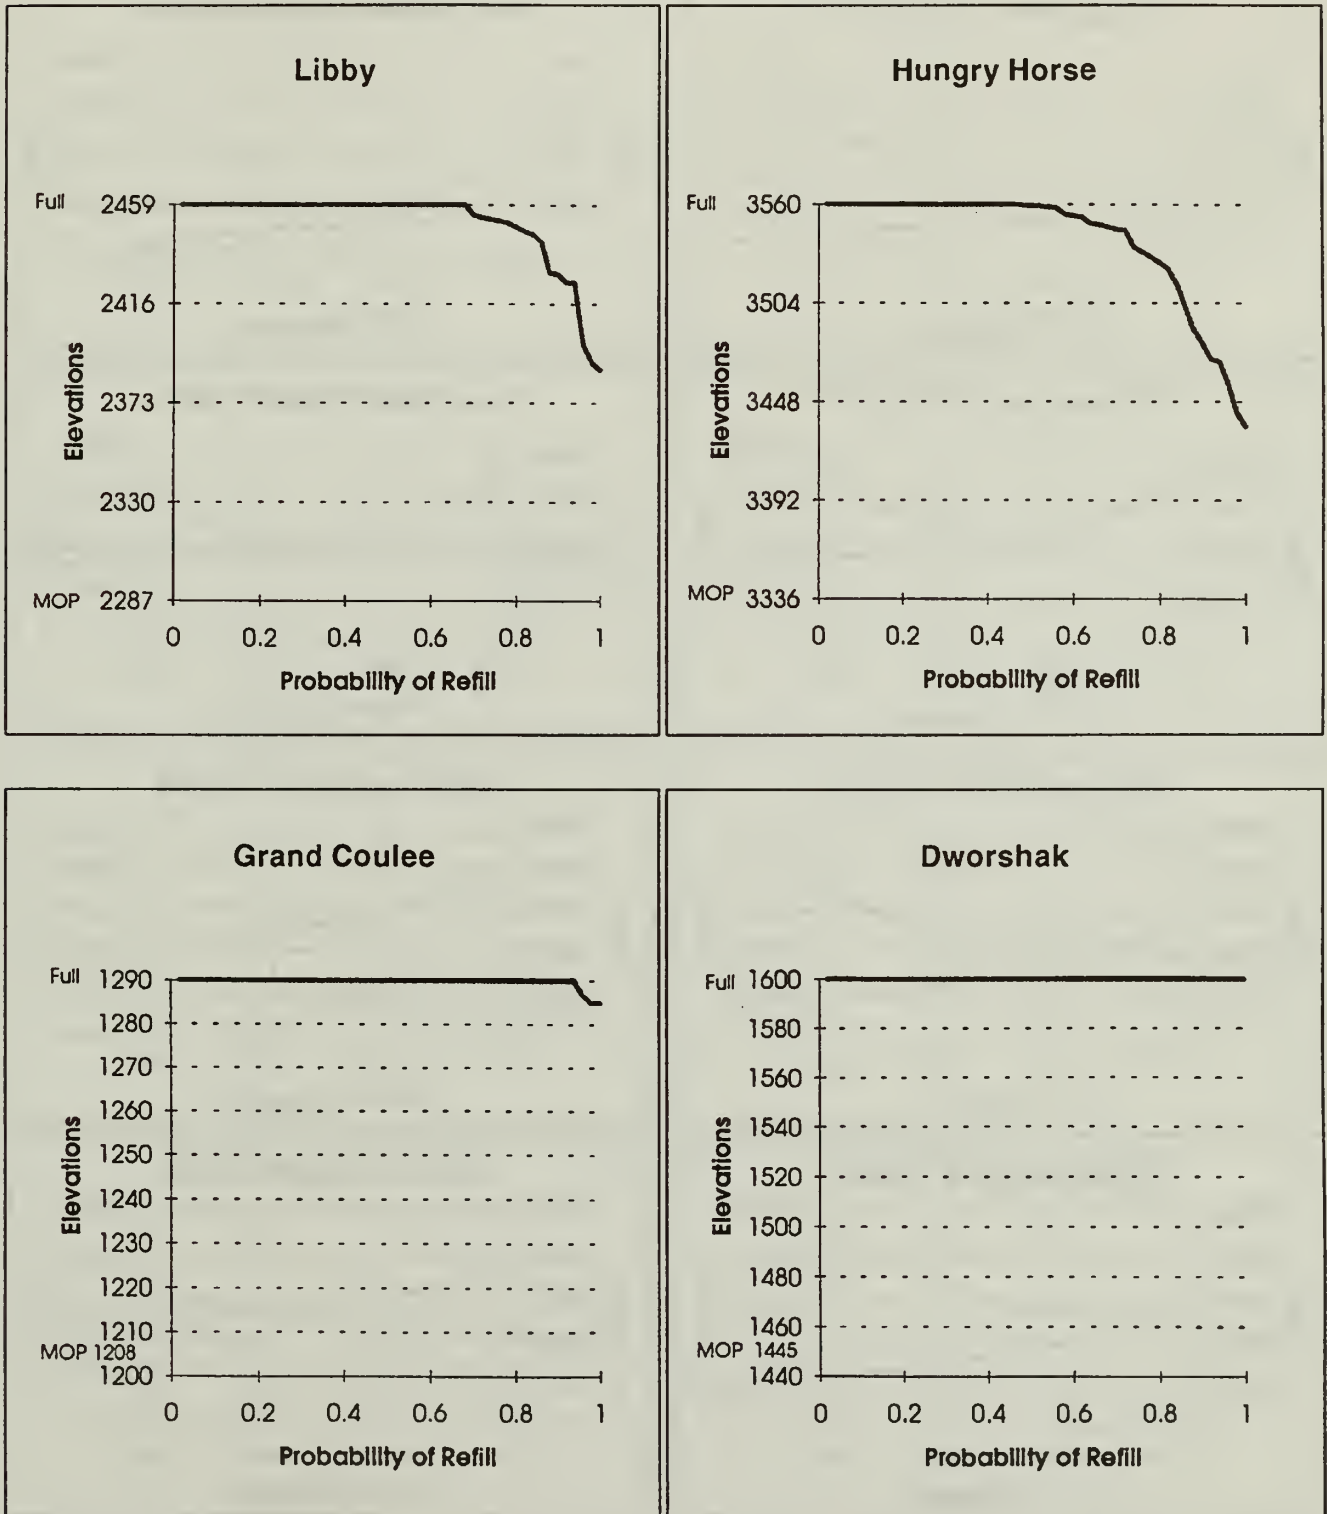 Libby
Full 2459
2416
2373
2330
MOP 2287
Elevations
0 0.2 0.4 0.6 0.8 1
Probability of Refill
Hungry Horse
Full 3560
3504
3448
3392
MOP 3336
Elevations
0 0.2 0.4 0.6 0.8 1
Probability of Refill
Grand Coulee
Full 1290
1280
1270
1260
1250
1240
1230
1220
1210
MOP 1208
1200
Elevations
0 0.2 0.4 0.6 0.8 1
Probability of Refill
Dworshak
Full 1600
1580
1560
1540
1520
1500
1480
1460
MOP 1445
1440
Elevations
0 0.2 0.4 0.6 0.8 1
Probability of Refill